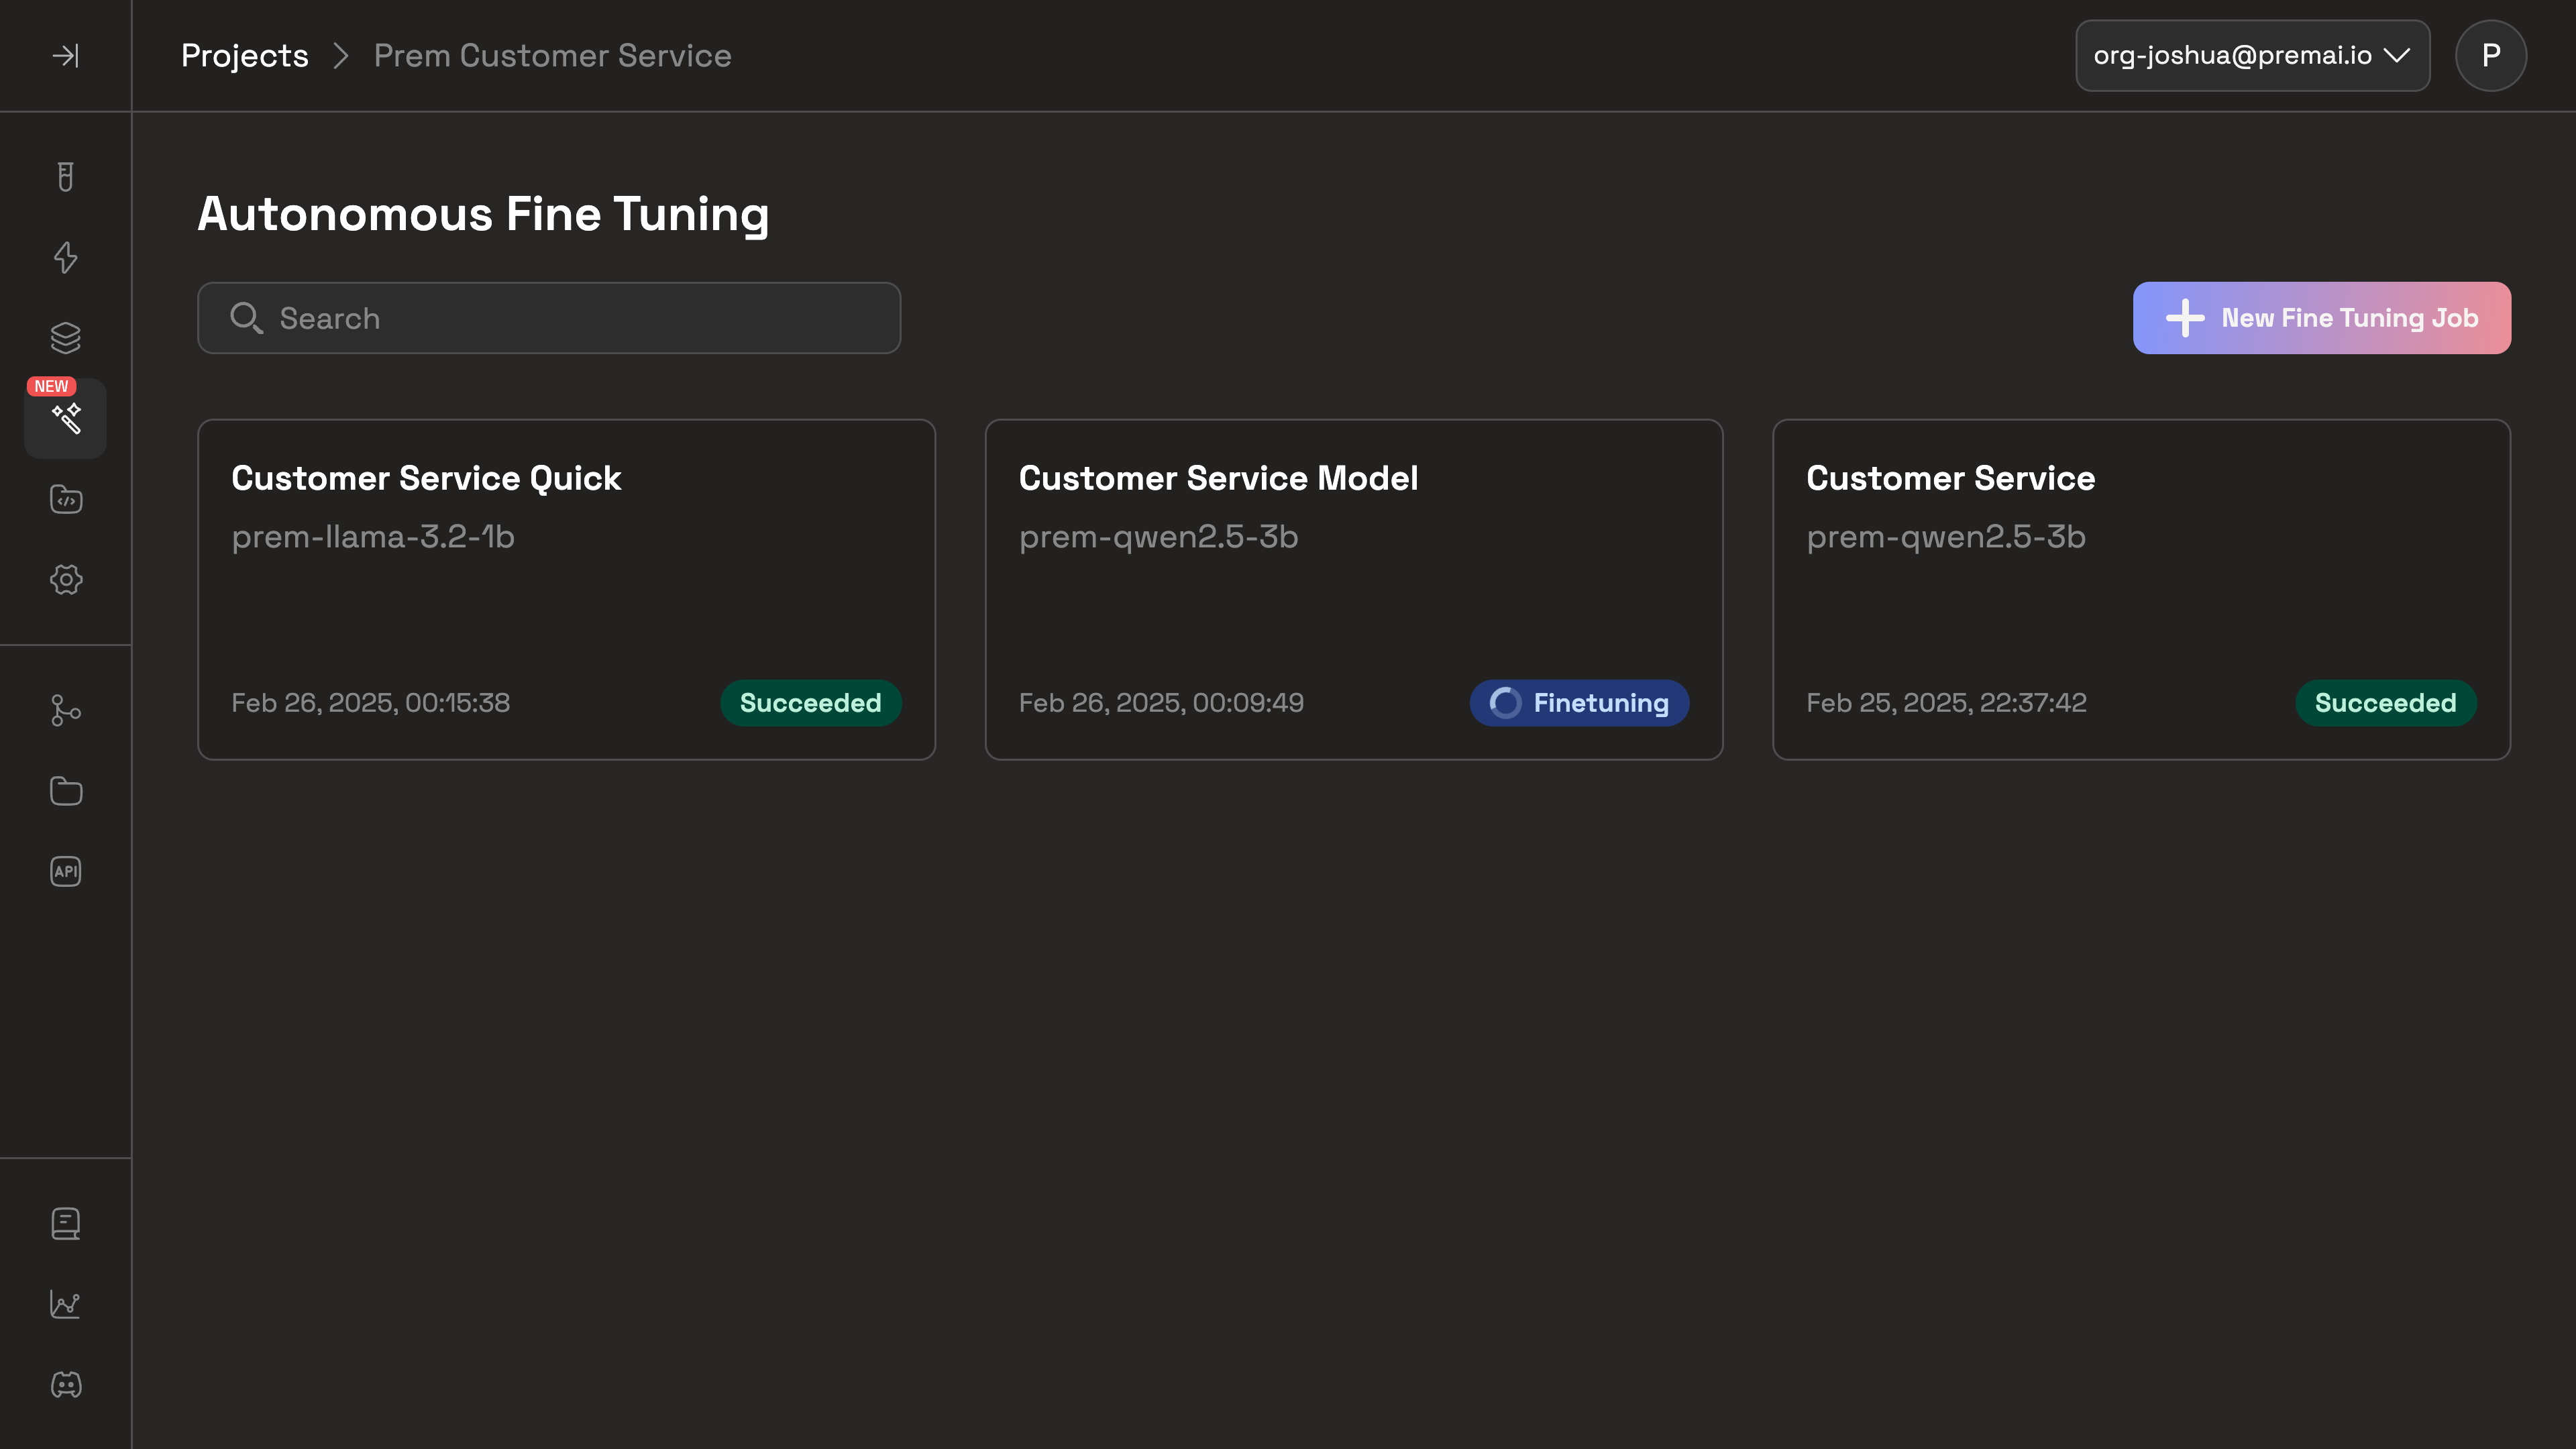 Projects > Prem Customer Service
org-joshua@premai.io
P
Autonomous Fine Tuning
Search
New Fine Tuning Job
NEW
Customer Service Quick
prem-llama-3.2-1b
Feb 26, 2025, 00:15:38
Succeeded
Customer Service Model
prem-qwen2.5-3b
Feb 26, 2025, 00:09:49
Finetuning
Customer Service
prem-qwen2.5-3b
Feb 25, 2025, 22:37:42
Succeeded
API